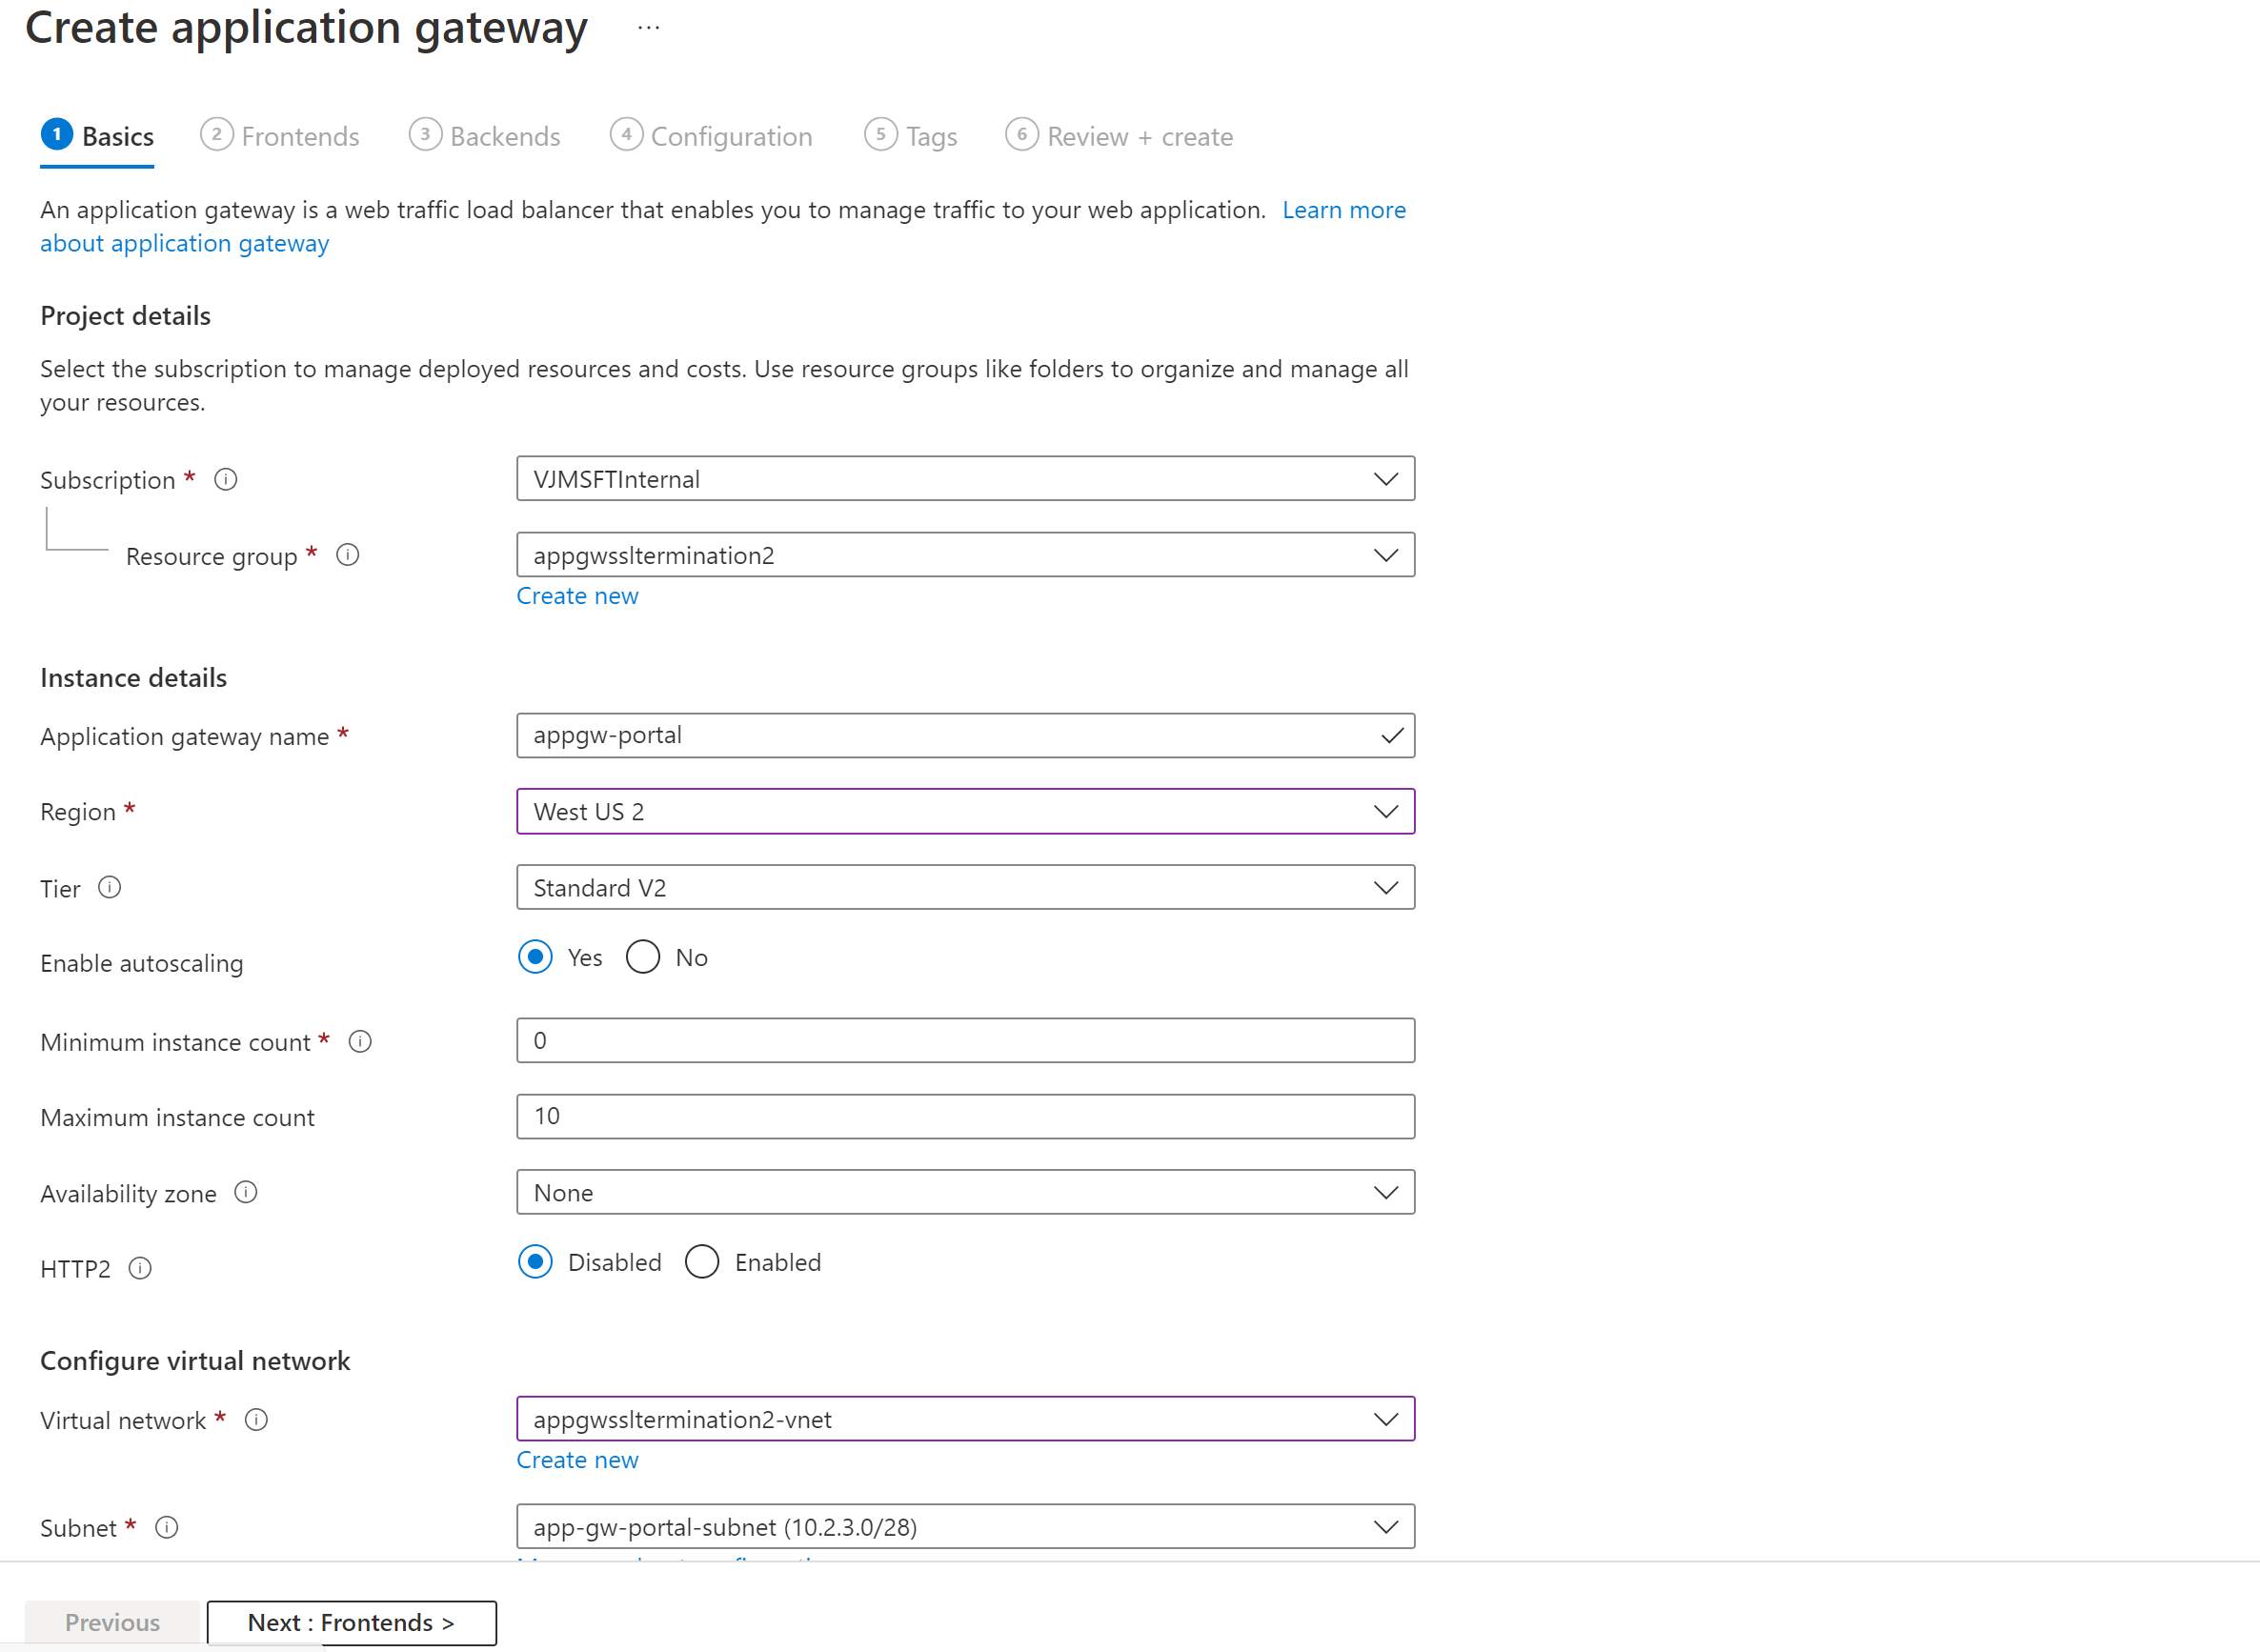 Create application gateway ...
1 Basics 2 Frontends 3 Backends 4 Configuration 5 Tags 6 Review + create
An application gateway is a web traffic load balancer that enables you to manage traffic to your web application. Learn more
about application gateway
Project details
Select the subscription to manage deployed resources and costs. Use resource groups like folders to organize and manage all
your resources.
Subscription * VJMSFTInternal
Resource group * appgwssltermination2
Create new
Instance details
Application gateway name * appgw-portal
Region * West US 2
Tier Standard V2
Enable autoscaling Yes No
Minimum instance count * 0
Maximum instance count 10
Availability zone None
HTTP2 Disabled Enabled
Configure virtual network
Virtual network * appgwssltermination2-vnet
Create new
Subnet * app-gw-portal-subnet (10.2.3.0/28)
Previous Next : Frontends >